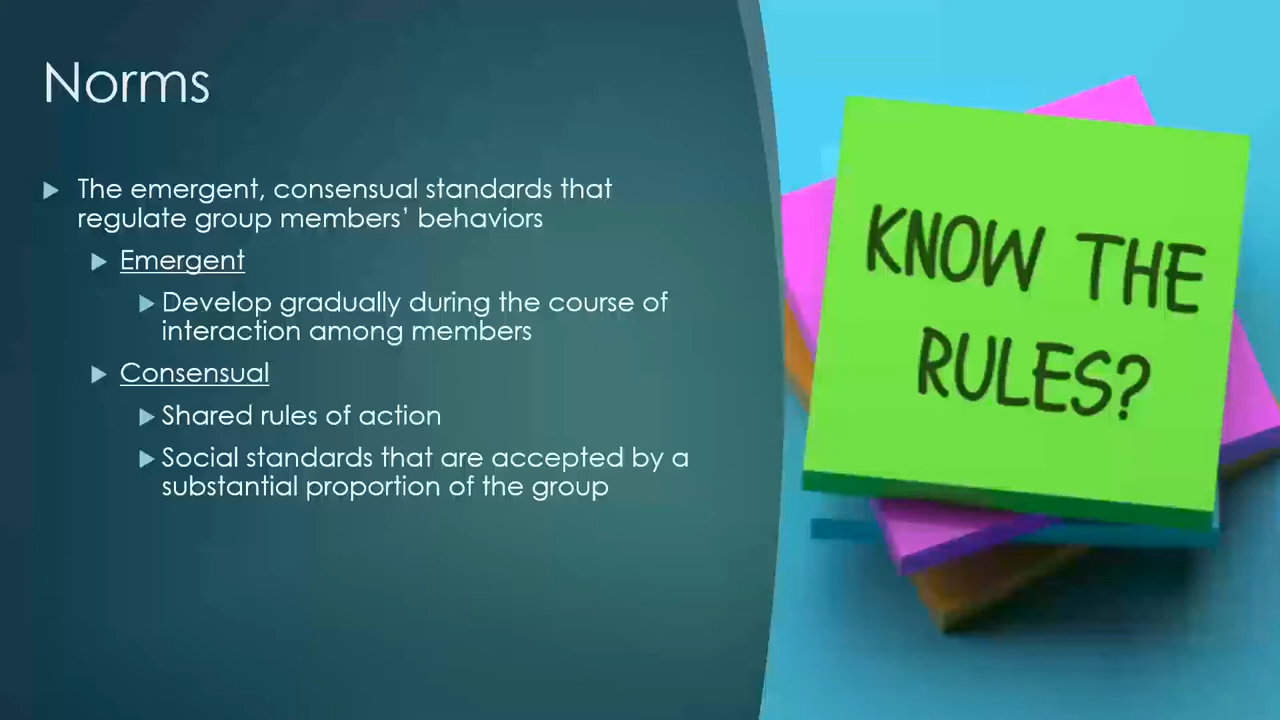 Norms
The emergent, consensual standards that
regulate group members' behaviors
Emergent
Develop gradually during the course of
interaction among members
Consensual
Shared rules of action
Social standards that are accepted by a
substantial proportion of the group
KNOW THE
RULES?